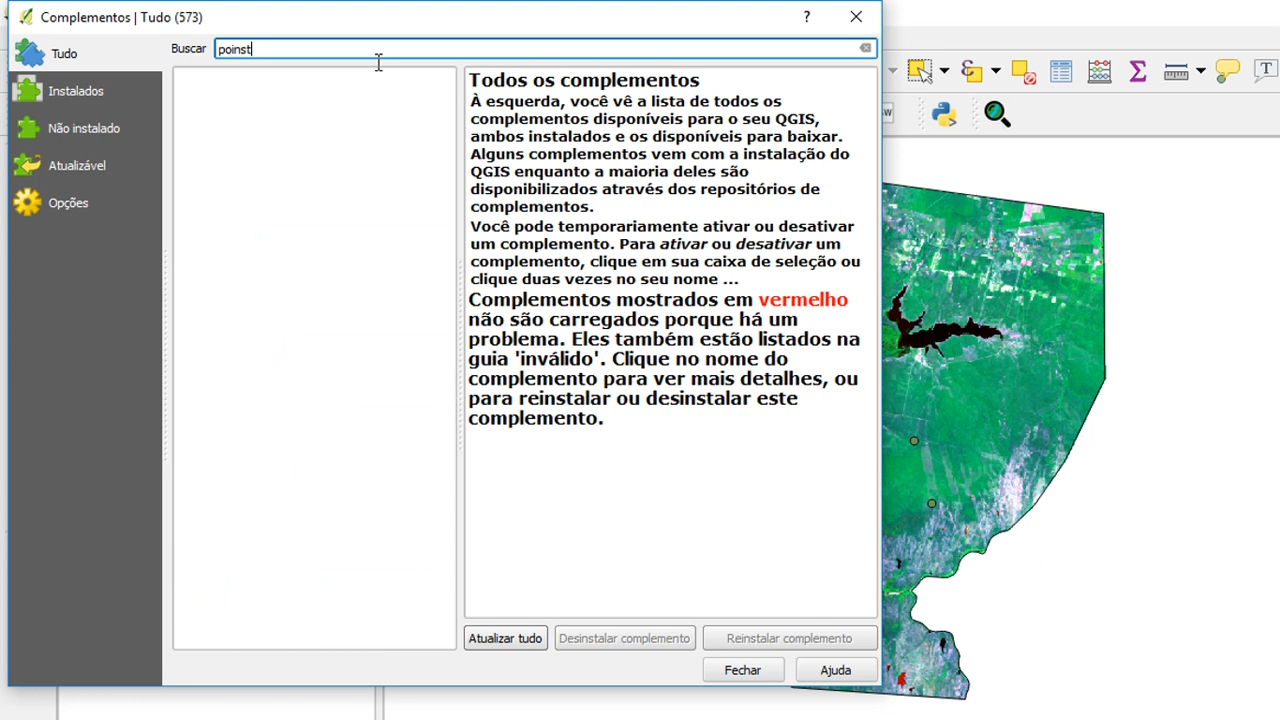 Complementos | Tudo (573)
?
Tudo
Buscar
poinst
Instalados
Não instalado
Atualizável
Opções
Todos os complementos
À esquerda, você vê a lista de todos os
complementos disponíveis para o seu QGIS,
ambos instalados e os disponíveis para baixar.
Alguns complementos vem com a instalação do
QGIS enquanto a maioria deles são
disponibilizados através dos repositórios de
complementos.
Você pode temporariamente ativar ou desativar
um complemento. Para ativar ou desativar um
complemento, clique em sua caixa de seleção ou
clique duas vezes no seu nome ...
Complementos mostrados em vermelho
não são carregados porque há um
problema. Eles também estão listados na
guia 'inválido'. Clique no nome do
complemento para ver mais detalhes, ou
para reinstalar ou desinstalar este
complemento.
Atualizar tudo
Desinstalar complemento
Reinstalar complemento
Fechar
Ajuda
T